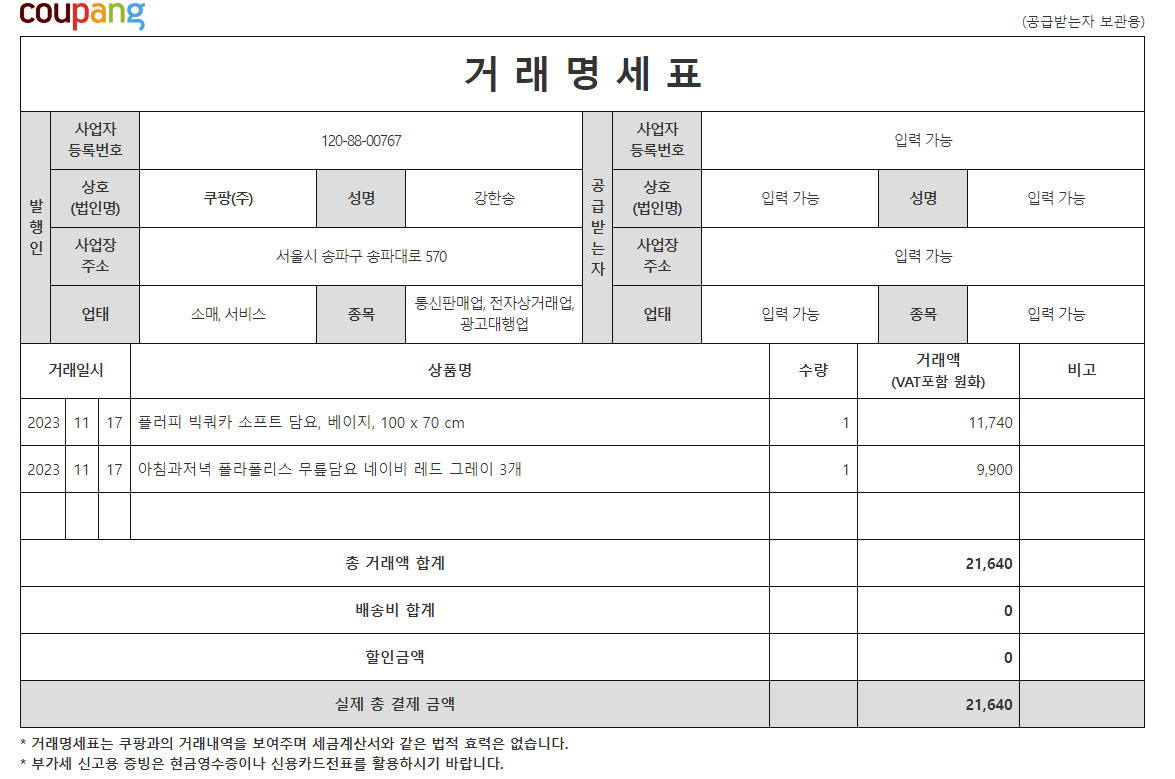 coupang
(공급받는자 보관용)
거 래 명 세 표
발행인
사업자
등록번호
120-88-00767
상호
(법인명)
쿠팡(주)
성명
강한승
사업장
주소
서울시 송파구 송파대로 570
업태
소매, 서비스
종목
통신판매업, 전자상거래업,
광고대행업
공급받는자
사업자
등록번호
입력 가능
상호
(법인명)
입력 가능
성명
입력 가능
사업장
주소
입력 가능
업태
입력 가능
종목
입력 가능
거래일시 상품명 수량 거래액 비고
(VAT포함 원화)
2023 11 17 플러피 빅쿼카 소프트 담요, 베이지, 100 x 70 cm 1 11,740
2023 11 17 아침과저녁 폴라폴리스 무릎담요 네이비 레드 그레이 3개 1 9,900
총 거래액 합계 21,640
배송비 합계 0
할인금액 0
실제 총 결제 금액 21,640
* 거래명세표는 쿠팡과의 거래내역을 보여주며 세금계산서와 같은 법적 효력은 없습니다.
* 부가세 신고용 증빙은 현금영수증이나 신용카드전표를 활용하시기 바랍니다.